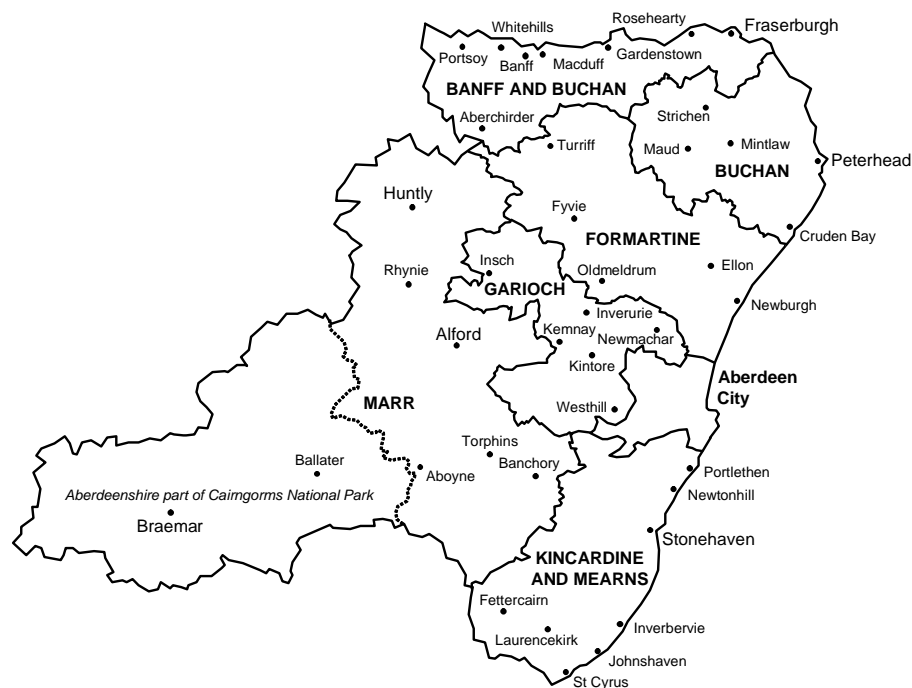 Rosehearty
Fraserburgh
Whitehills
Portsoy
Banff
Macduff
Gardenstown
BANFF AND BUCHAN
Aberchirder
Strichen
Turriff
Maud
Mintlaw
Peterhead
BUCHAN
Huntly
Fyvie
Cruden Bay
FORMARTINE
Rhynie
Insch
Oldmeldrum
Ellon
GARIOCH
Newburgh
Inverurie
Alford
Kemnay
Newmachar
Kintore
Aberdeen
City
MARR
Westhill
Torphins
Ballater
Aboyne
Banchory
Portlethen
Newtonhill
Aberdeenshire part of Cairngorms National Park
Braemar
Stonehaven
KINCARDINE
AND MEARNS
Fettercairn
Laurencekirk
Inverbervie
Johnshaven
St Cyrus